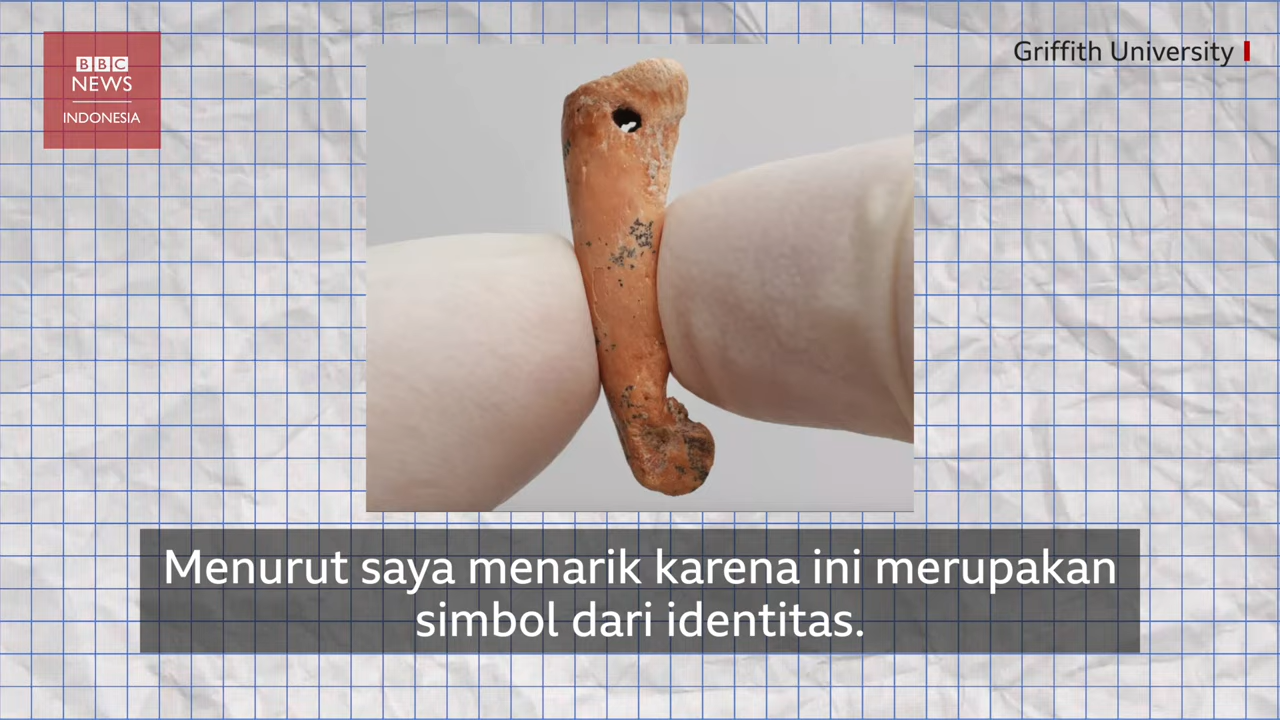 BBC
NEWS
INDONESIA
Griffith University
Menurut saya menarik karena ini merupakan
simbol dari identitas.